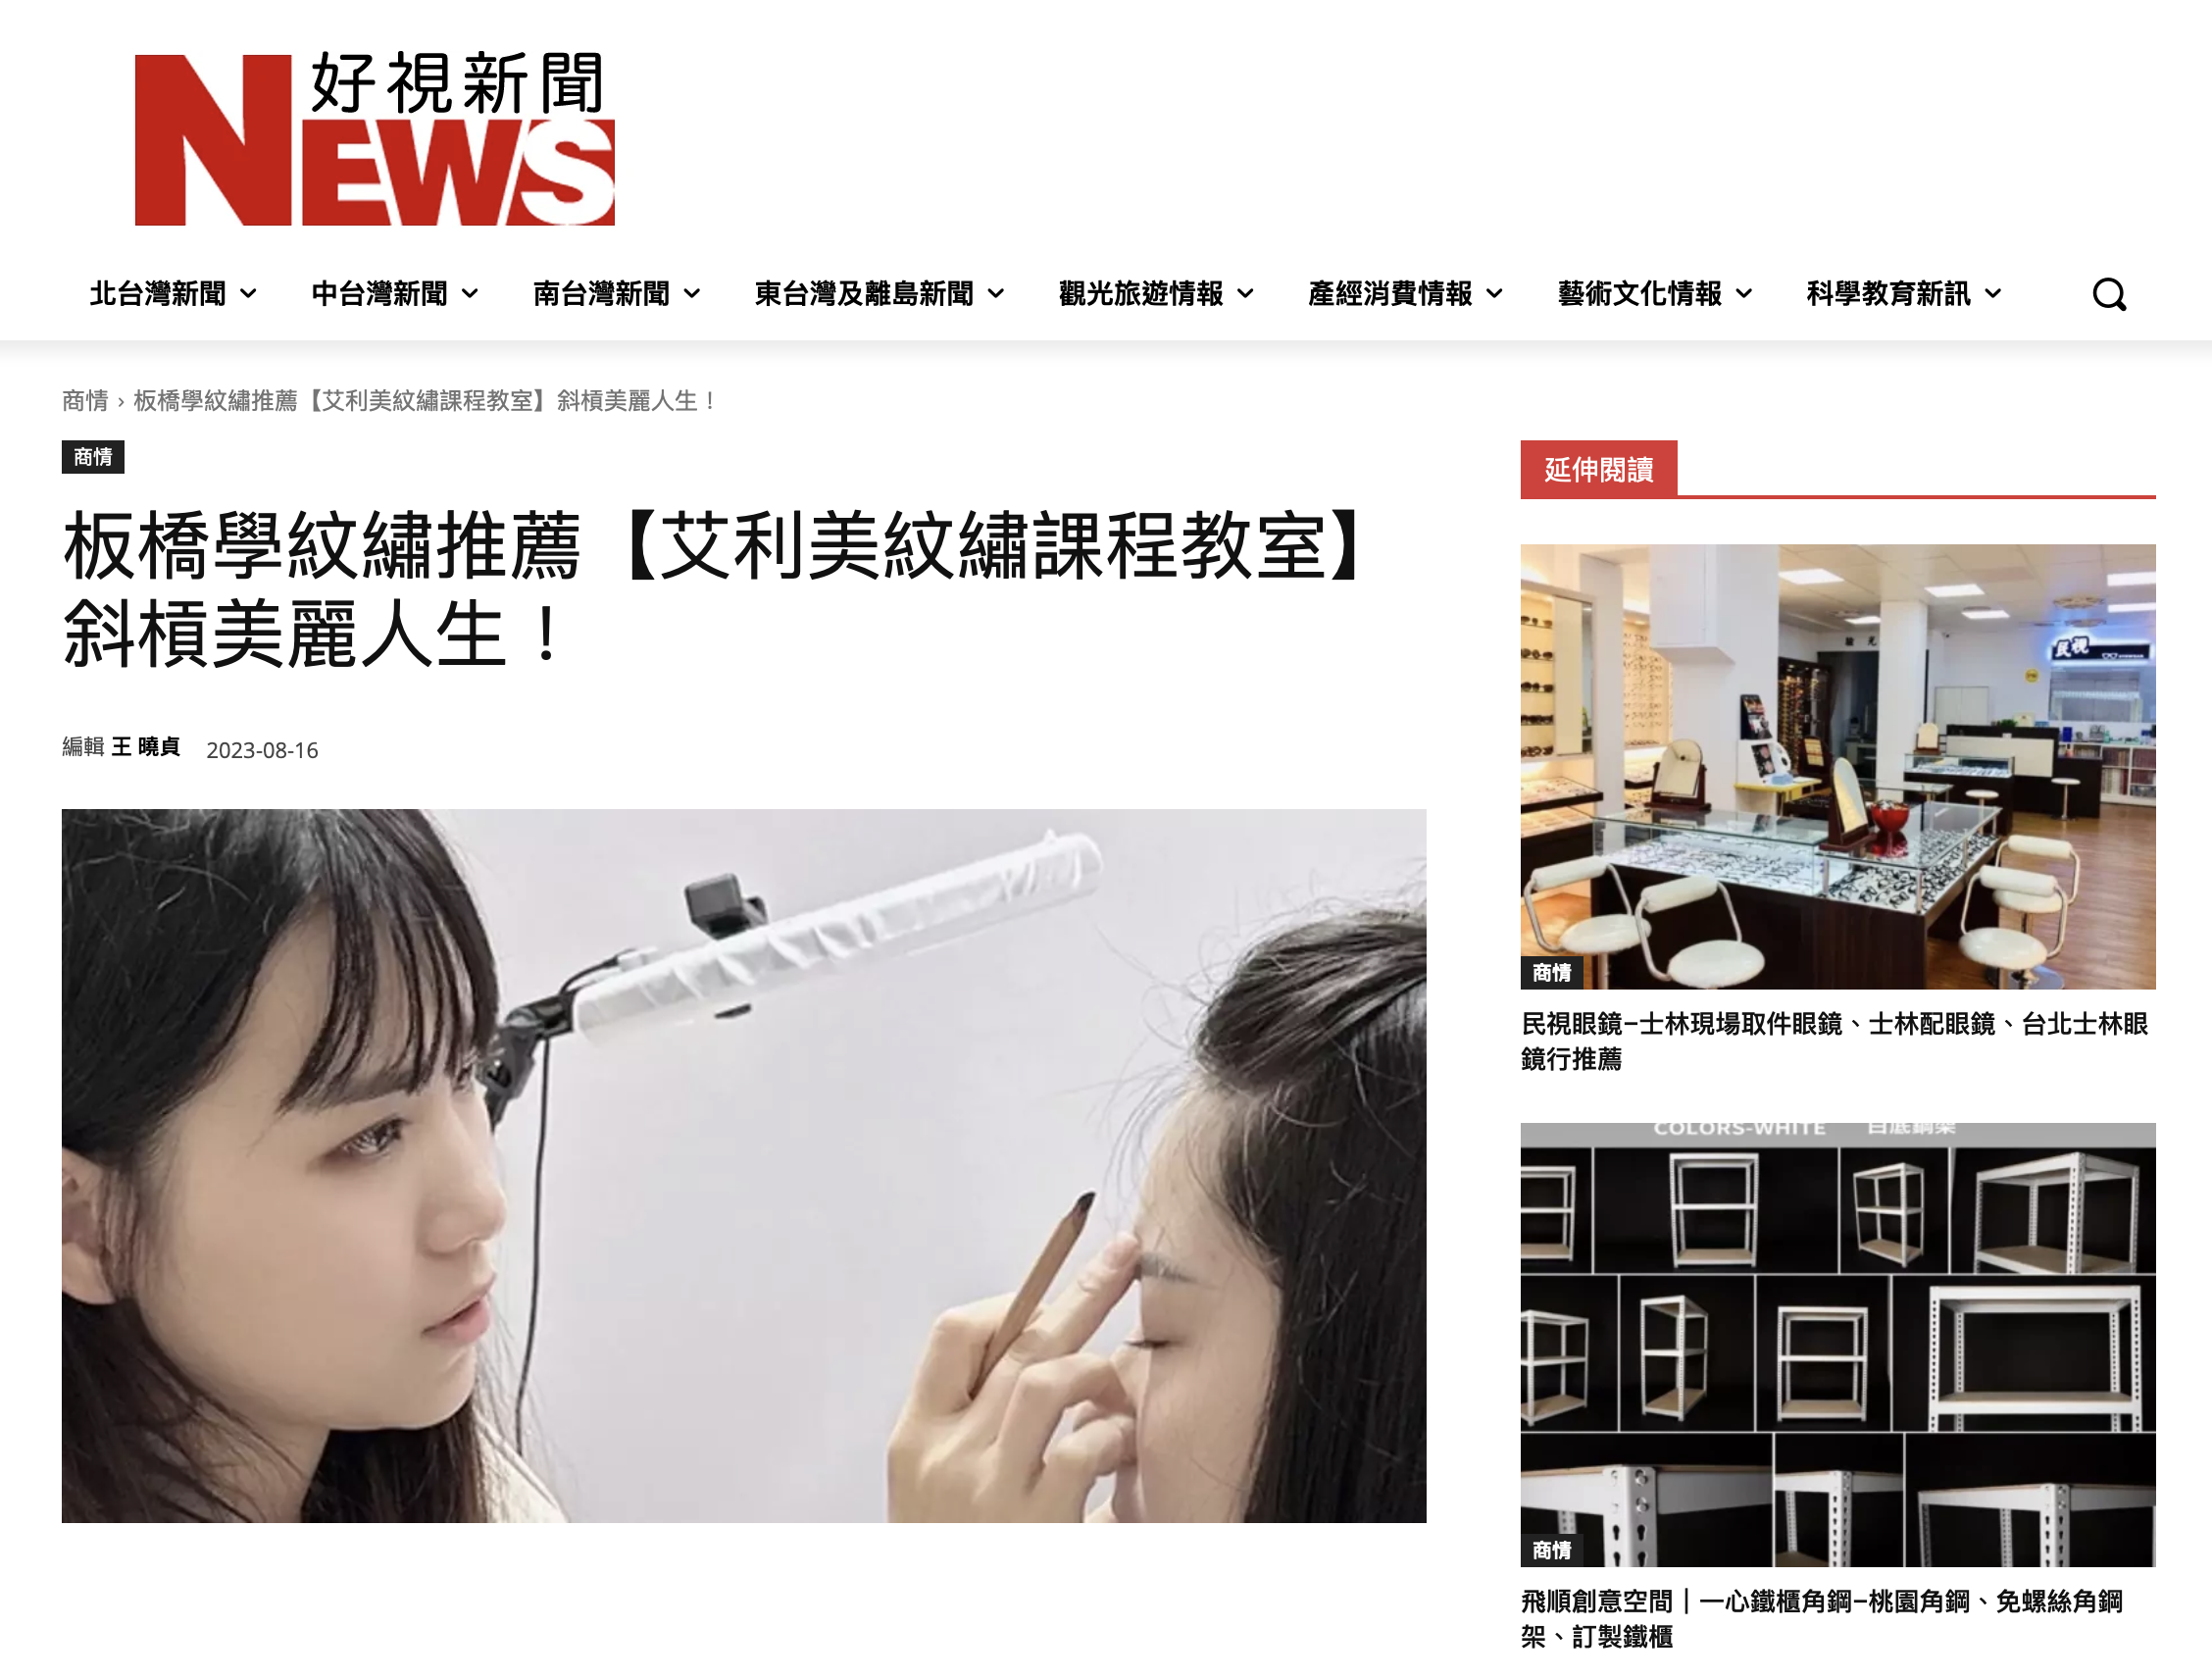 好視新聞
NEWS
北台灣新聞 中台灣新聞 南台灣新聞 東台灣及離島新聞 觀光旅遊情報 產經消費情報 藝術文化情報 科學教育新訊
商情 › 板橋學紋繡推薦【艾利美紋繡課程教室】斜槓美麗人生！
商情
板橋學紋繡推薦【艾利美紋繡課程教室】
斜槓美麗人生！
編輯 王 曉貞 2023-08-16
延伸閱讀
民視
商情
民視眼鏡–士林現場取件眼鏡、士林配眼鏡、台北士林眼
鏡行推薦
COLORS-WHITE 白底鋼架
商情
飛順創意空間｜一心鐵櫃角鋼–桃園角鋼、免螺絲角鋼
架、訂製鐵櫃